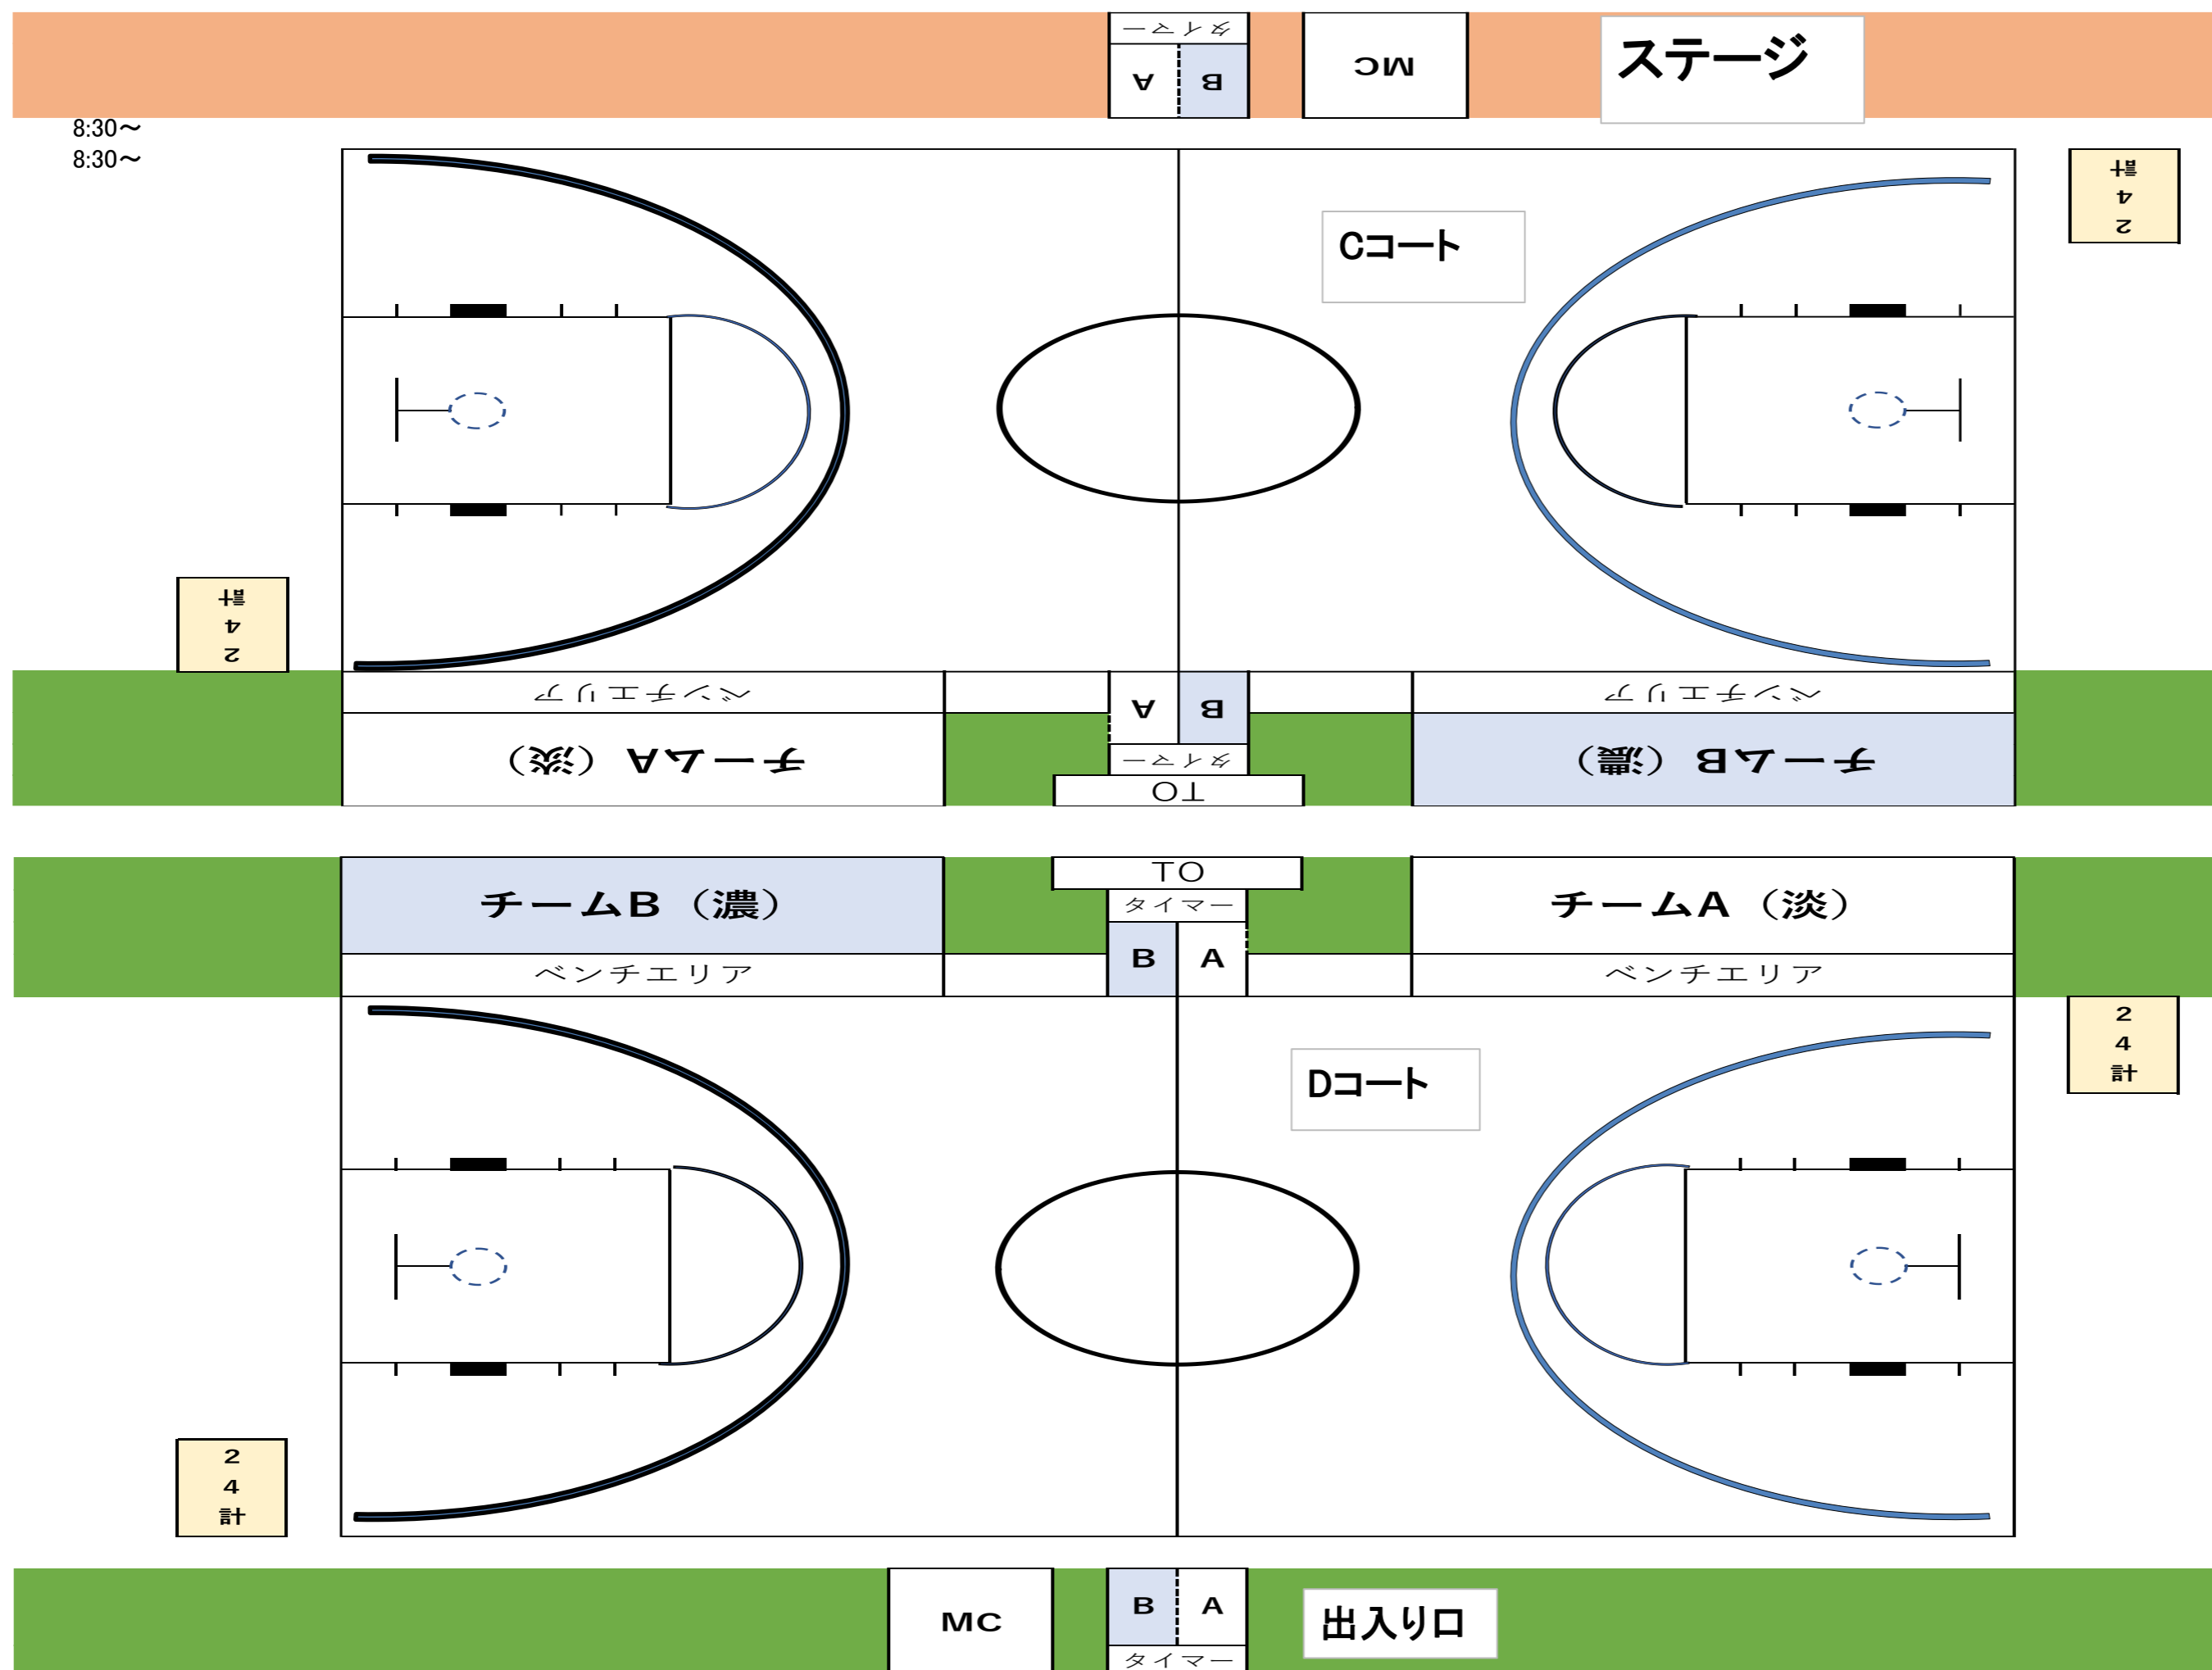 タイマー
A B
MC
ステージ
8:30～
8:30～
24計
Cコート
24計
ベンチエリア
A B
ベンチエリア
チームA（淡）
タイマー
チームB（濃）
TO
チームB（濃）
TO
チームA（淡）
タイマー
ベンチエリア
B A
ベンチエリア
2
4
計
Dコート
2
4
計
MC
B A
出入り口
タイマー